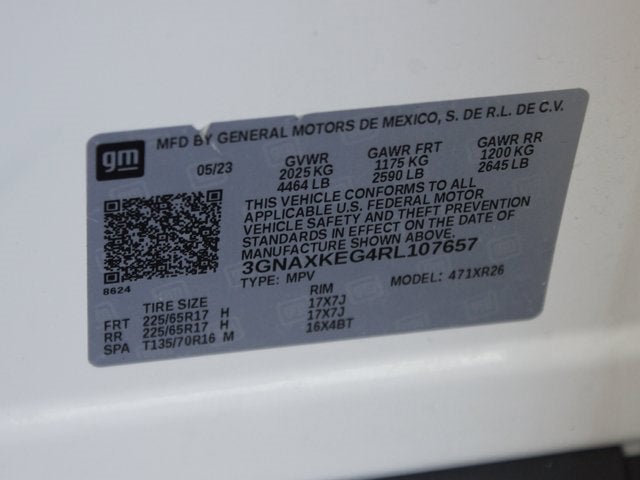 gm
MFD BY GENERAL MOTORS DE MEXICO, S. DE R.L. DE C.V.
05/23 GVWR GAWR FRT GAWR RR
2025 KG 1175 KG 1200 KG
4464 LB 2590 LB 2645 LB
THIS VEHICLE CONFORMS TO ALL
APPLICABLE U.S. FEDERAL MOTOR
VEHICLE SAFETY AND THEFT PREVENTION
STANDARDS IN EFFECT ON THE DATE OF
MANUFACTURE SHOWN ABOVE.
3GNAXKEG4RL107657
8624
TYPE: MPV MODEL: 471XR26
TIRE SIZE RIM
FRT 225/65R17 H 17X7J
RR 225/65R17 H 17X7J
SPA T135/70R16 M 16X4BT